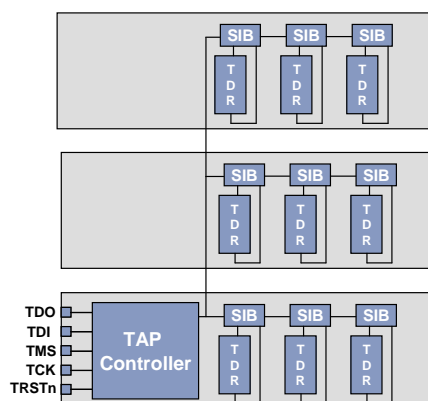 SIB SIB SIB
T D R T D R T D R
SIB SIB SIB
T D R T D R T D R
TDO
TDI
TMS
TCK
TRSTn
TAP
Controller
SIB SIB SIB
T D R T D R T D R